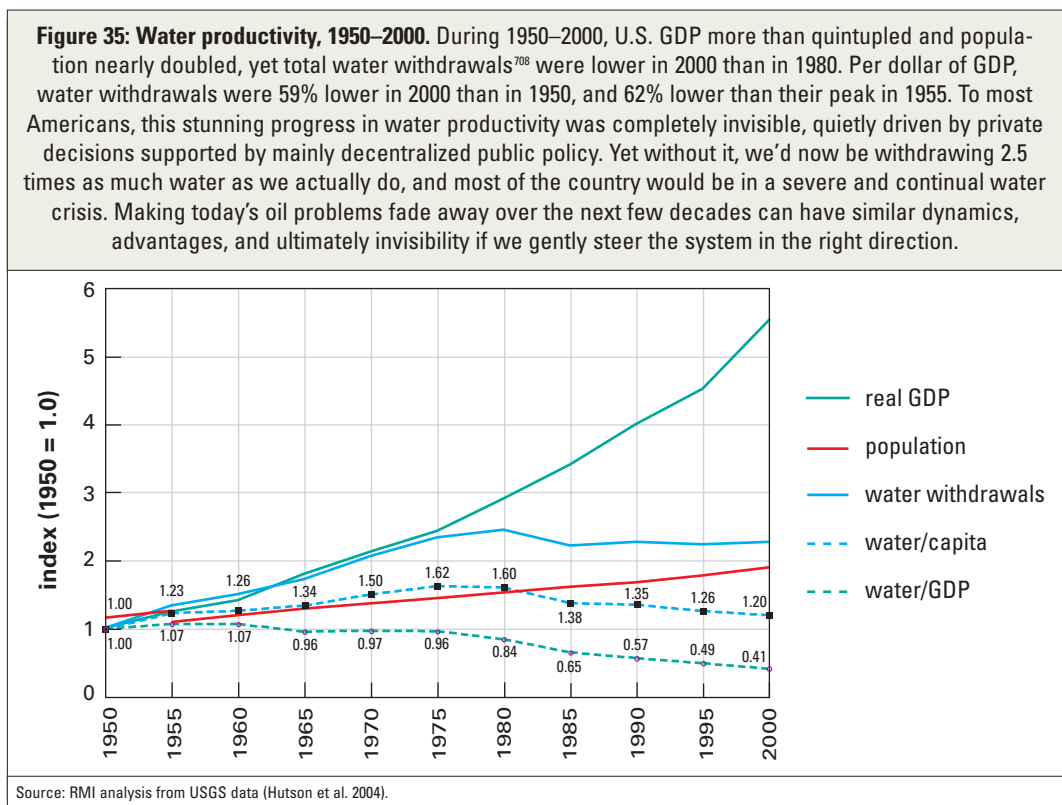 Figure 35: Water productivity, 1950–2000. During 1950–2000, U.S. GDP more than quintupled and popula-
tion nearly doubled, yet total water withdrawals⁷⁰⁸ were lower in 2000 than in 1980. Per dollar of GDP,
water withdrawals were 59% lower in 2000 than in 1950, and 62% lower than their peak in 1955. To most
Americans, this stunning progress in water productivity was completely invisible, quietly driven by private
decisions supported by mainly decentralized public policy. Yet without it, we’d now be withdrawing 2.5
times as much water as we actually do, and most of the country would be in a severe and continual water
crisis. Making today’s oil problems fade away over the next few decades can have similar dynamics,
advantages, and ultimately invisibility if we gently steer the system in the right direction.
index (1950 = 1.0)
6
5
4
3
2
1
0
1.00
1.23
1.26
1.34
1.50
1.62
1.60
1.38
1.35
1.26
1.20
1.00
1.07
1.07
0.96
0.97
0.96
0.84
0.65
0.57
0.49
0.41
1950
1955
1960
1965
1970
1975
1980
1985
1990
1995
2000
real GDP
population
water withdrawals
water/capita
water/GDP
Source: RMI analysis from USGS data (Hutson et al. 2004).